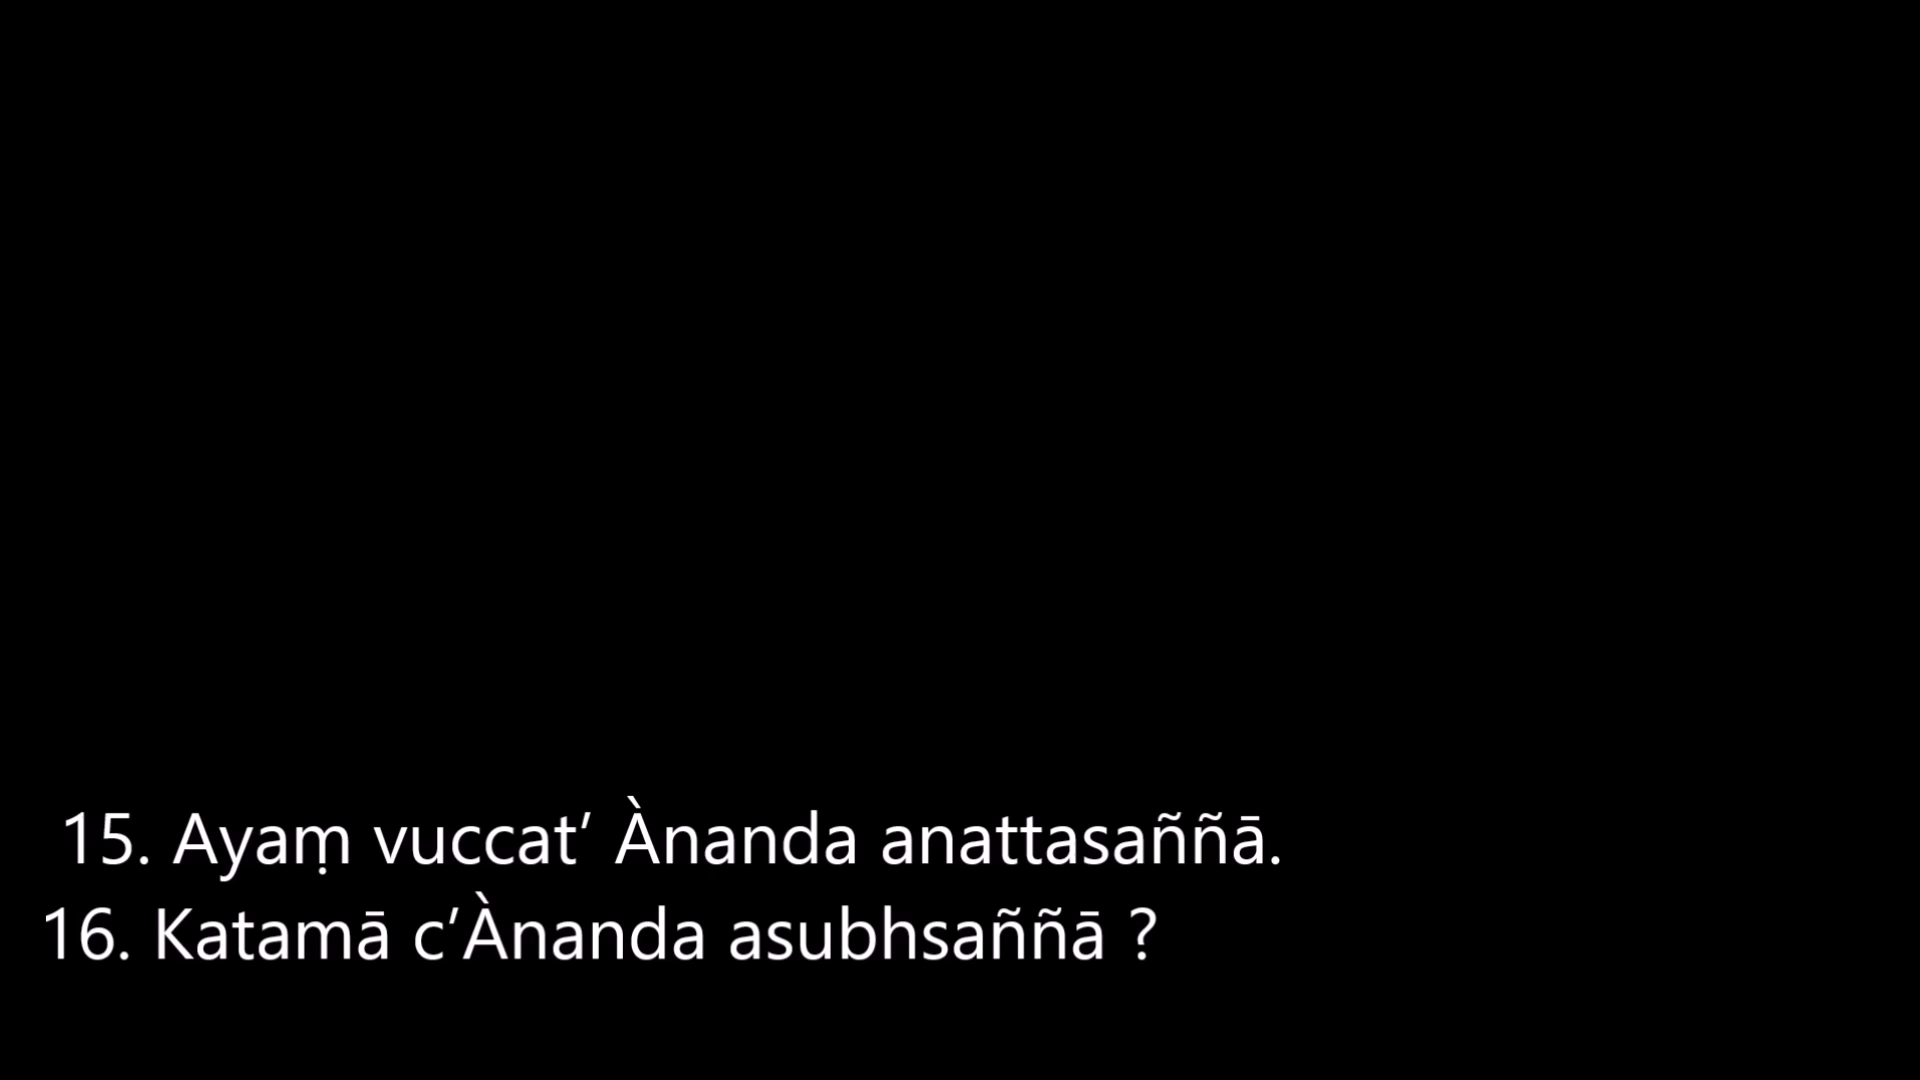 15. Ayaṃ vuccat’ Ànanda anattasaññā.
16. Katamā c’Ànanda asubhsaññā ?